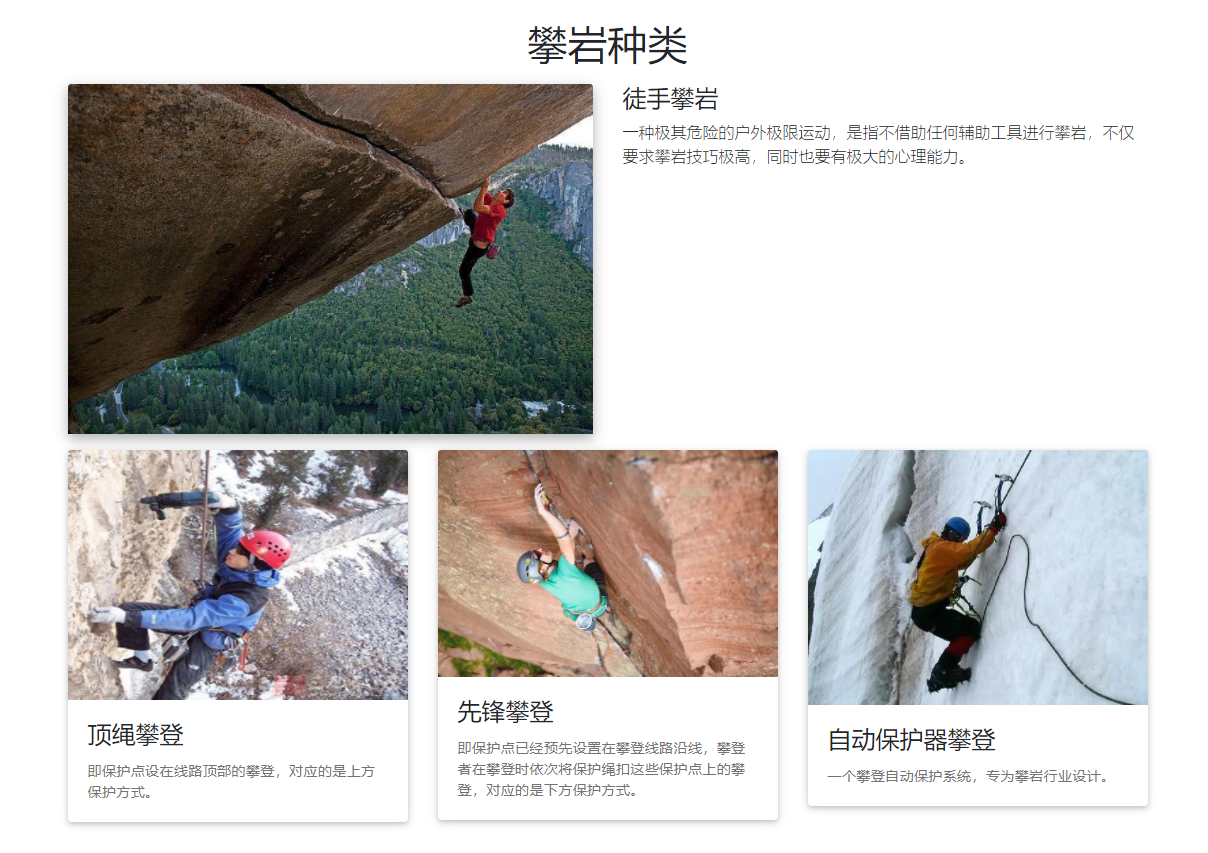 攀岩种类
徒手攀岩
一种极其危险的户外极限运动，是指不借助任何辅助工具进行攀岩，不仅
要求攀岩技巧极高，同时也要有极大的心理能力。
顶绳攀登
即保护点设在线路顶部的攀登，对应的是上方
保护方式。
先锋攀登
即保护点已经预先设置在攀登线路沿线，攀登
者在攀登时依次将保护绳扣这些保护点上的攀
登，对应的是下方保护方式。
自动保护器攀登
一个攀登自动保护系统，专为攀岩行业设计。